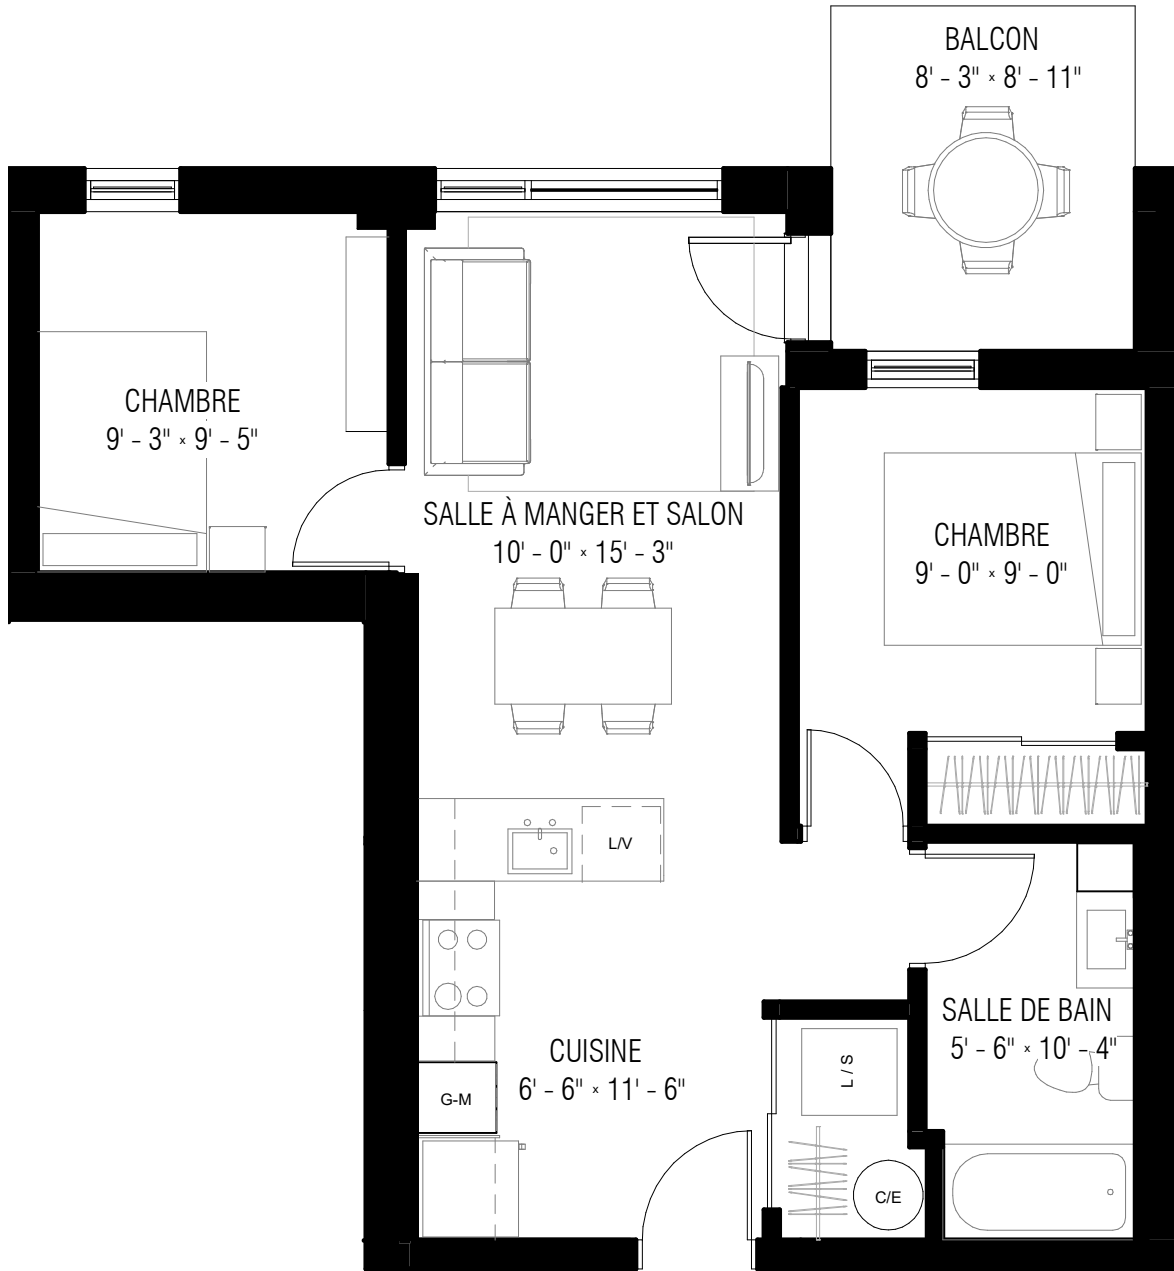 BALCON
8' - 3" × 8' - 11"
CHAMBRE
9' - 3" × 9' - 5"
SALLE À MANGER ET SALON
10' - 0" × 15' - 3"
CHAMBRE
9' - 0" × 9' - 0"
L/V
SALLE DE BAIN
5' - 6" × 10' - 4"
CUISINE
6' - 6" × 11' - 6"
L / S
G-M
C/E